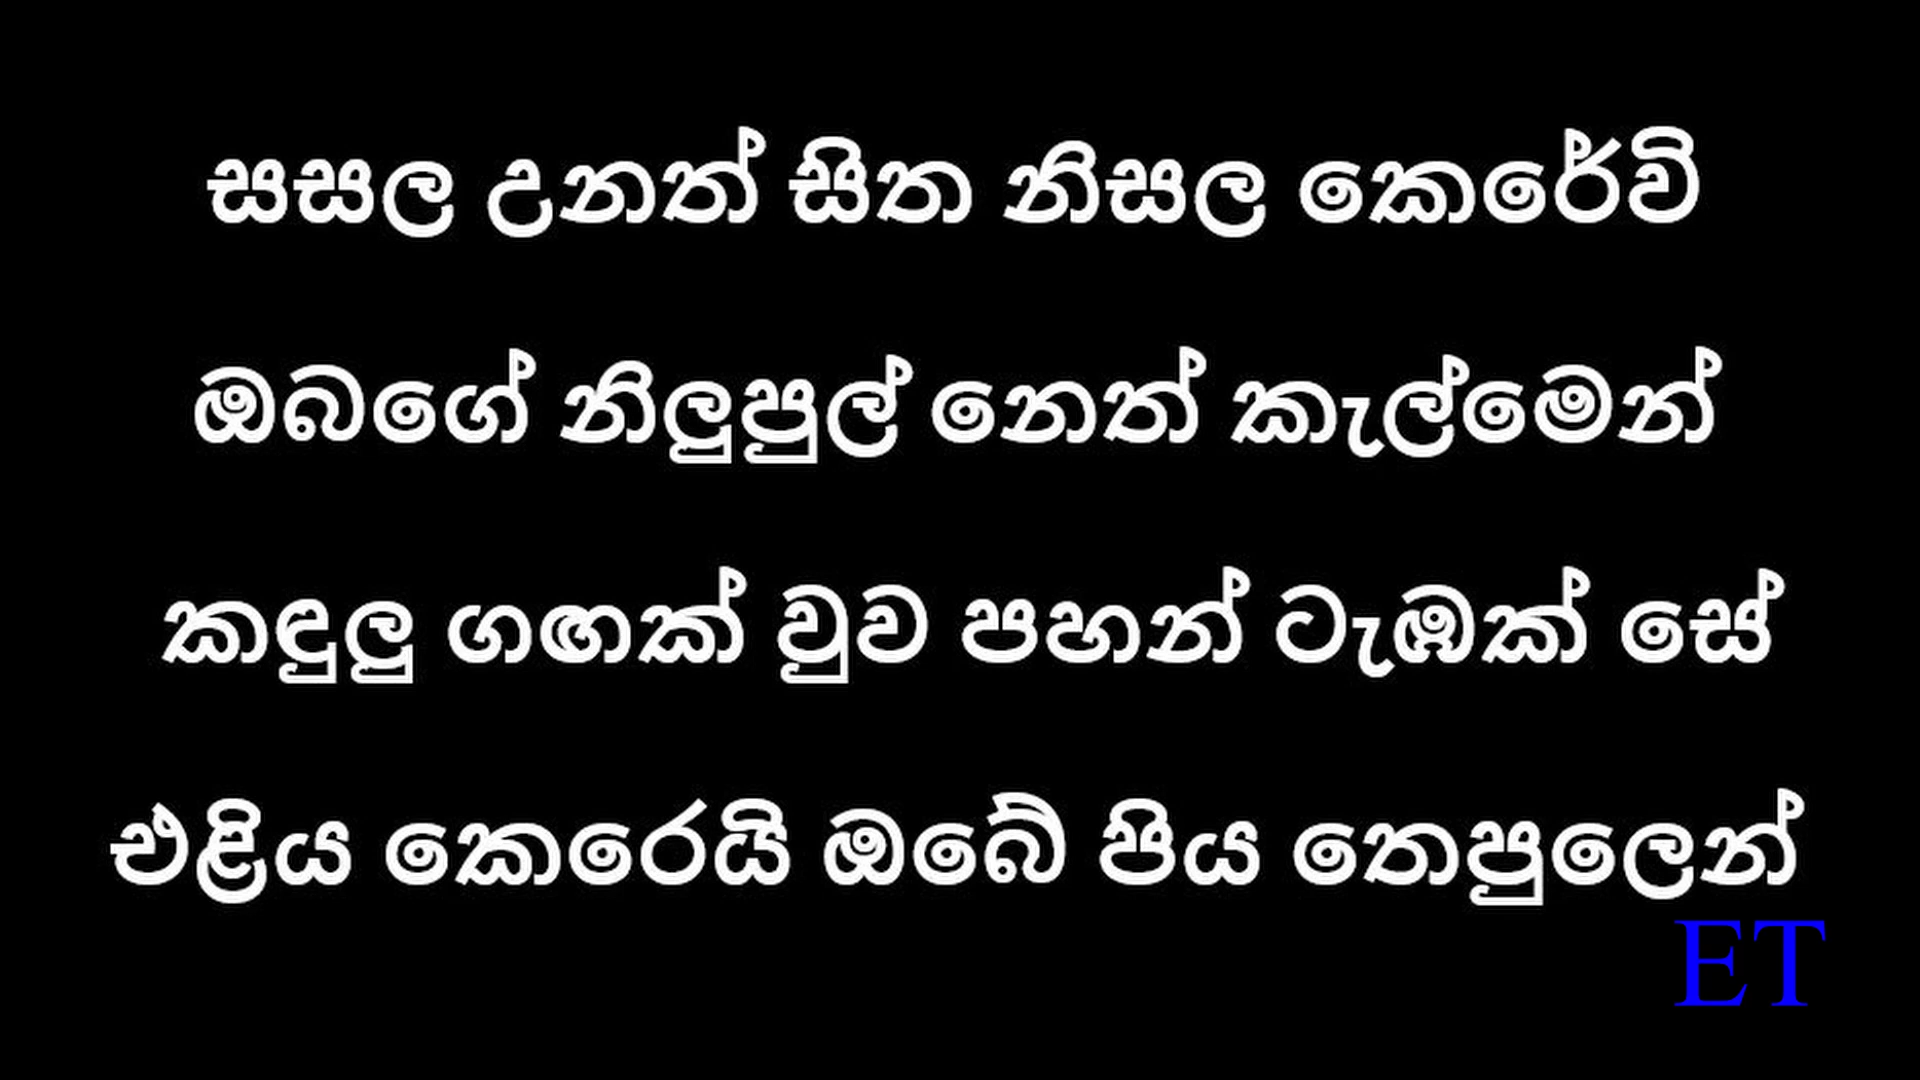 සසල උනත් සිත නිසල කෙරේවි
ඔබගේ නිලුපුල් නෙත් කැල්මෙන්
කඳුලු ගඟක් වුව පහන් ටැඹක් සේ
එළිය කෙරෙයි ඔබේ පිය තෙපුලෙන්
ET